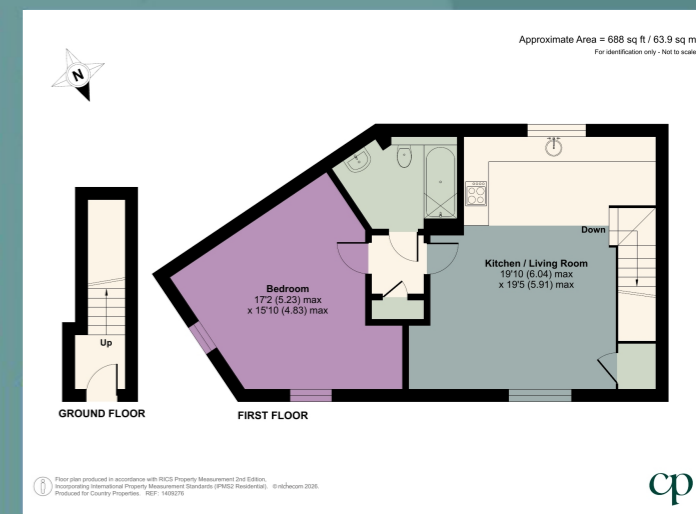 Approximate Area = 688 sq ft / 63.9 sq m
For identification only - Not to scale
N
Down
Kitchen / Living Room
19'10 (6.04) max
x 19'5 (5.91) max
Bedroom
17'2 (5.23) max
x 15'10 (4.83) max
Up
GROUND FLOOR
FIRST FLOOR
Floor plan produced in accordance with RICS Property Measurement 2nd Edition,
Incorporating International Property Measurement Standards (IPMS2 Residential). © ntchecom 2026.
Produced for Country Properties. REF: 1409276
cp